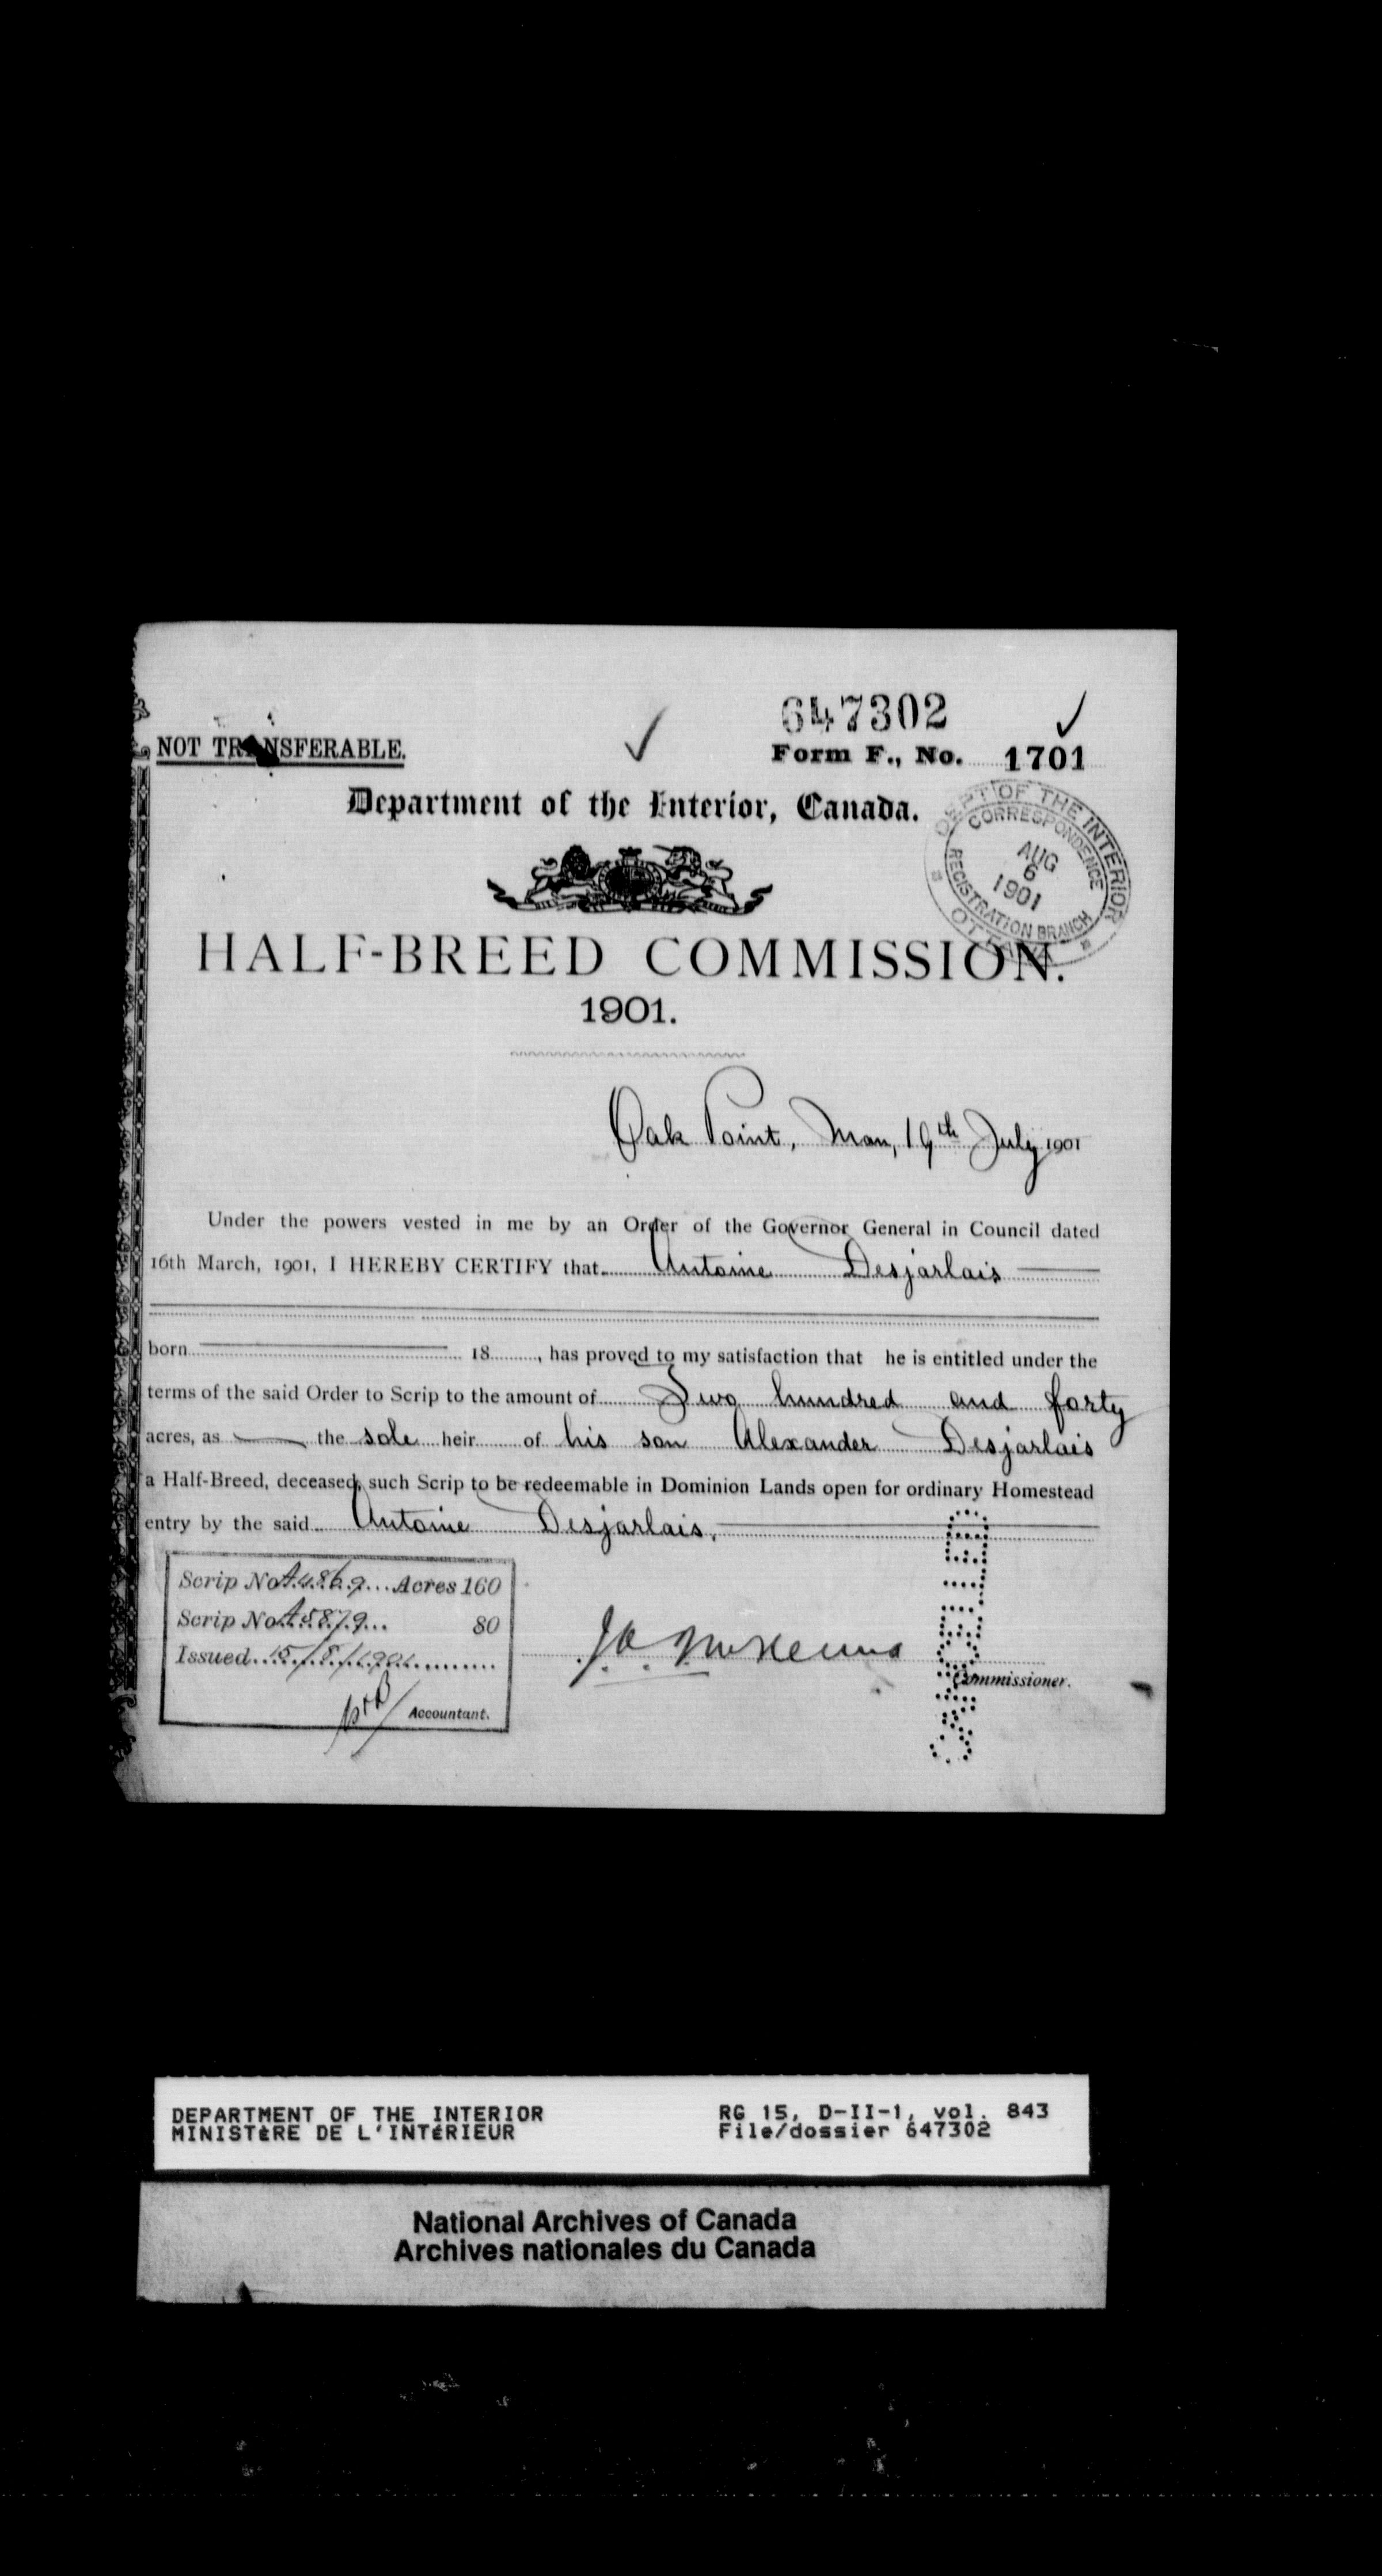 647302
NOT TRANSFERABLE.
Form F., No. 1701
Department of the Interior, Canada.
DEPT OF THE INTERIOR
CORRESPONDENCE
AUG
6
1901
REGISTRATION BRANCH
OTTAWA
HALF-BREED COMMISSION.
1901.
Oak Point, Man, 19th July 1901
Under the powers vested in me by an Order of the Governor General in Council dated
16th March, 1901, I HEREBY CERTIFY that Antoine Desjarlais
born 18 , has proved to my satisfaction that he is entitled under the
terms of the said Order to Scrip to the amount of Two hundred and forty
acres, as the sole heir of his son Alexander Desjarlais
a Half-Breed, deceased, such Scrip to be redeemable in Dominion Lands open for ordinary Homestead
entry by the said Antoine Desjarlais,
Scrip No. A4869 Acres 160
Scrip No. A5879 80
Issued
Accountant.
J A McKenna
Commissioner.
CANCELLED
DEPARTMENT OF THE INTERIOR
MINISTÈRE DE L'INTÉRIEUR
RG 15, D-II-1, vol. 843
File/dossier 647302
National Archives of Canada
Archives nationales du Canada